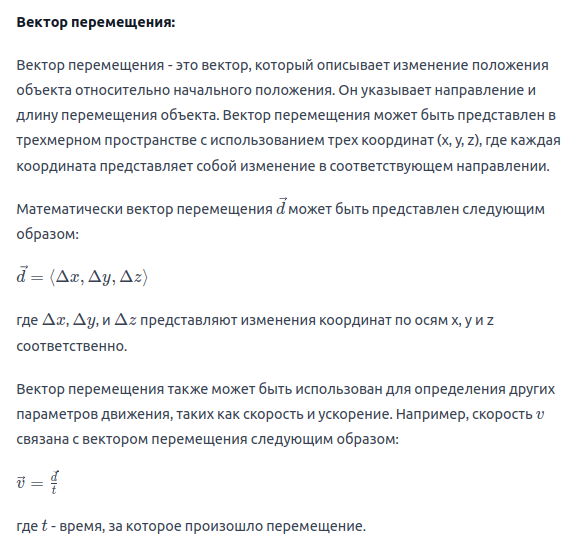 Вектор перемещения:
Вектор перемещения - это вектор, который описывает изменение положения
объекта относительно начального положения. Он указывает направление и
длину перемещения объекта. Вектор перемещения может быть представлен в
трехмерном пространстве с использованием трех координат (x, y, z), где каждая
координата представляет собой изменение в соответствующем направлении.
Математически вектор перемещения $\vec{d}$ может быть представлен следующим
образом:
$\vec{d} = \langle \Delta x, \Delta y, \Delta z \rangle$
где $\Delta x$, $\Delta y$, и $\Delta z$ представляют изменения координат по осям x, y и z
соответственно.
Вектор перемещения также может быть использован для определения других
параметров движения, таких как скорость и ускорение. Например, скорость $v$
связана с вектором перемещения следующим образом:
$\vec{v} = \frac{\vec{d}}{t}$
где $t$ - время, за которое произошло перемещение.